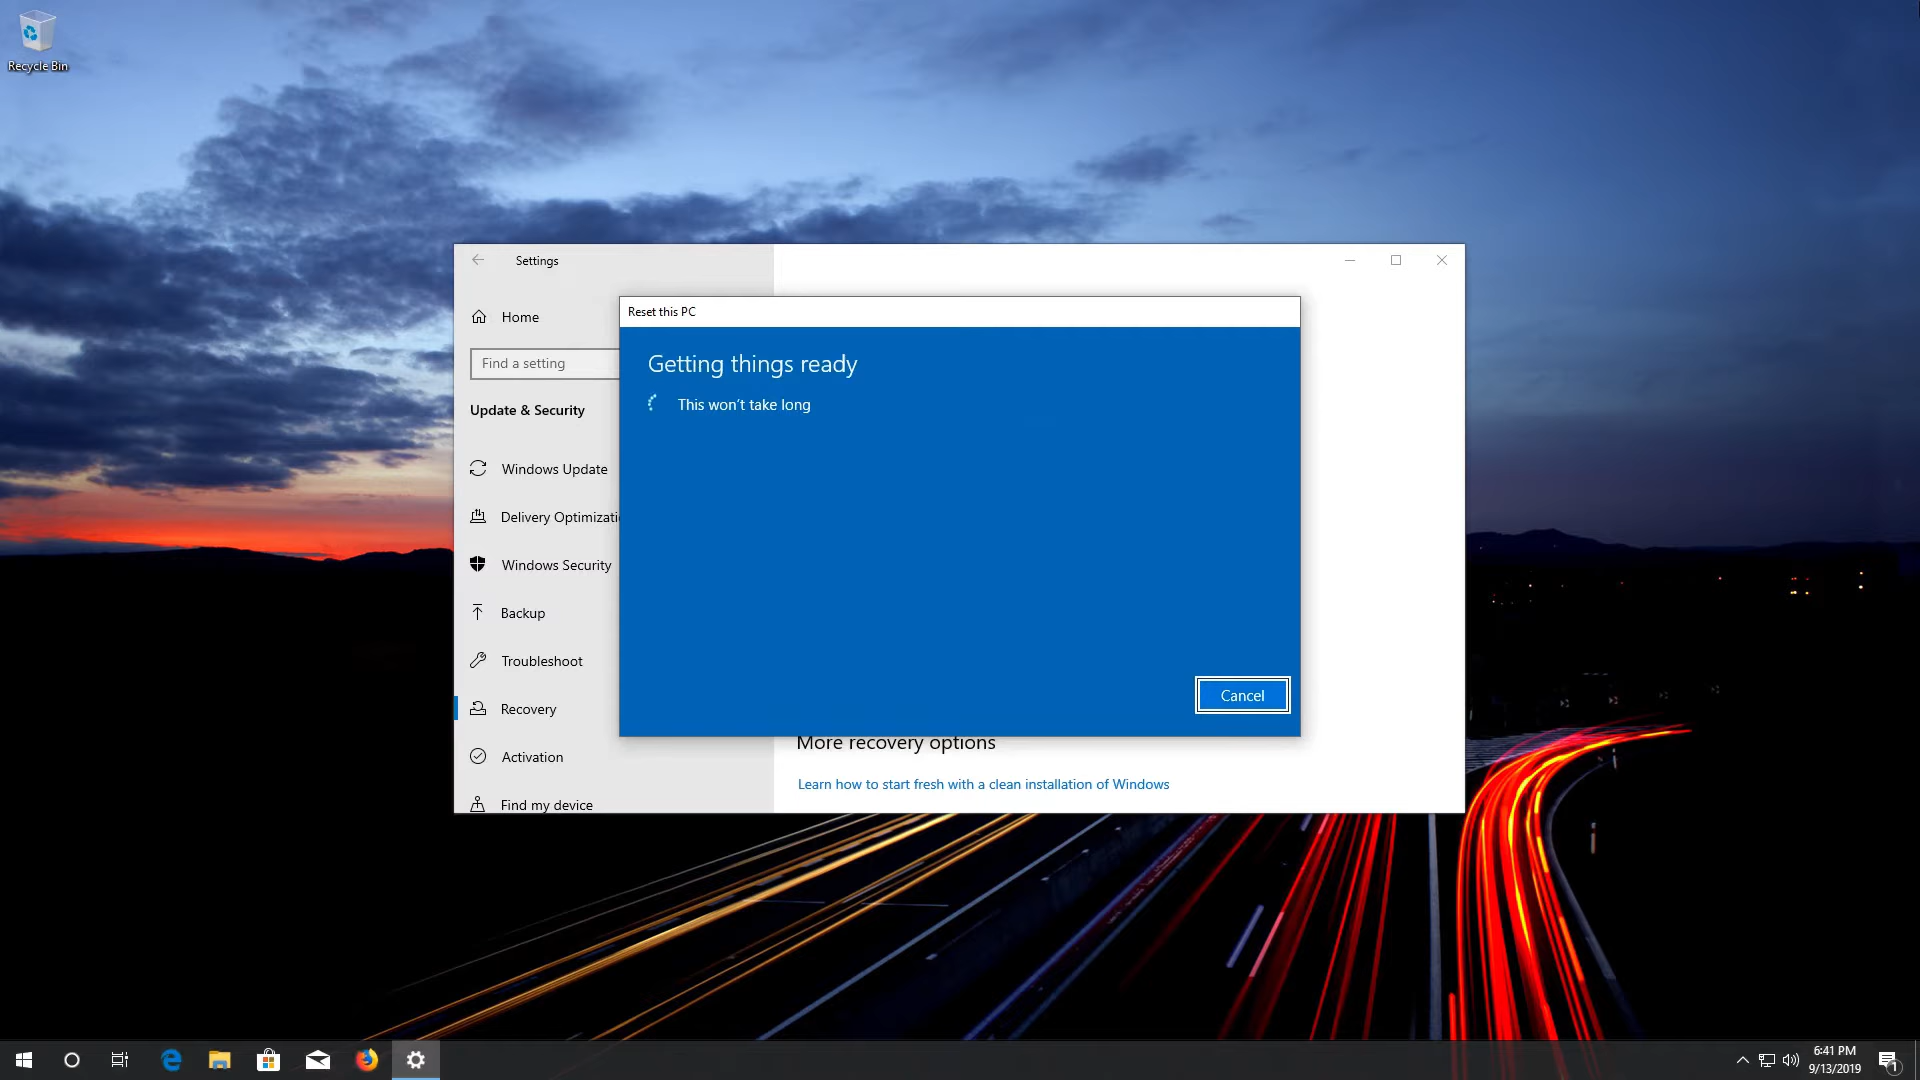 Recycle Bin
Settings
Home
Find a setting
Update & Security
Windows Update
Delivery Optimizati
Windows Security
Backup
Troubleshoot
Recovery
Activation
Find my device
Reset this PC
Getting things ready
This won't take long
Cancel
More recovery options
Learn how to start fresh with a clean installation of Windows
6:41 PM
9/13/2019
1